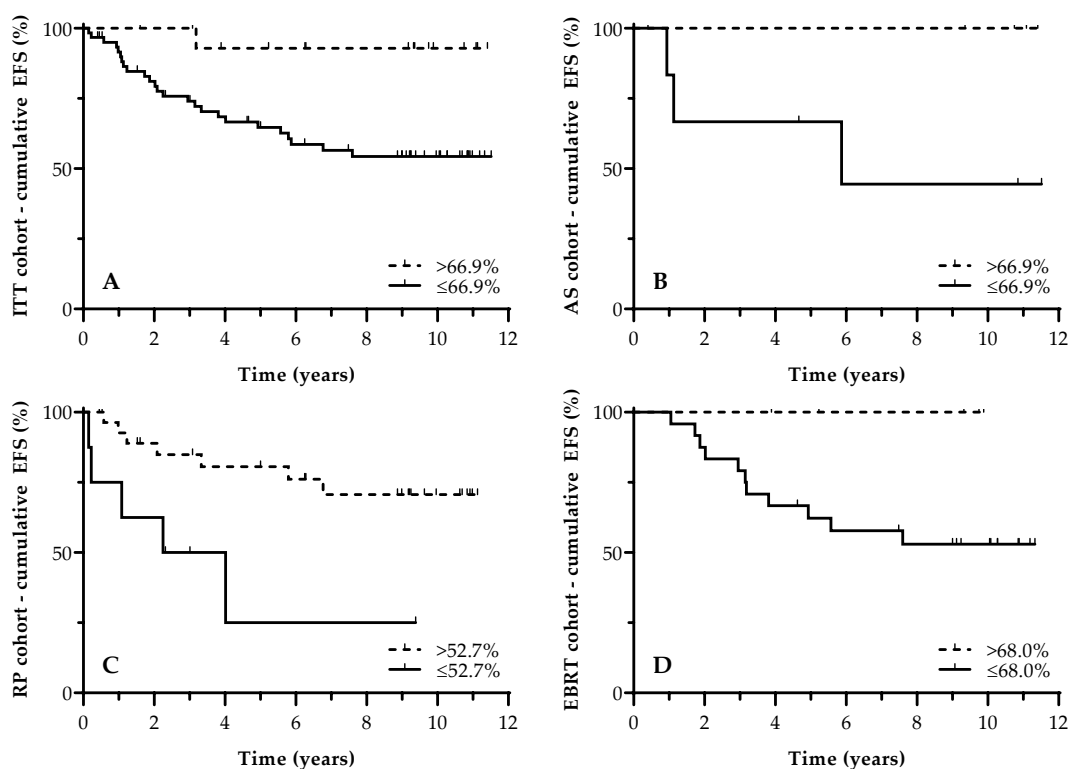 ITT cohort - cumulative EFS (%)
100
50
0
A
>66.9%
≤66.9%
0 2 4 6 8 10 12
Time (years)
AS cohort - cumulative EFS (%)
100
50
0
B
>66.9%
≤66.9%
0 2 4 6 8 10 12
Time (years)
RP cohort - cumulative EFS (%)
100
50
0
C
>52.7%
≤52.7%
0 2 4 6 8 10 12
Time (years)
EBRT cohort - cumulative EFS (%)
100
50
0
D
>68.0%
≤68.0%
0 2 4 6 8 10 12
Time (years)